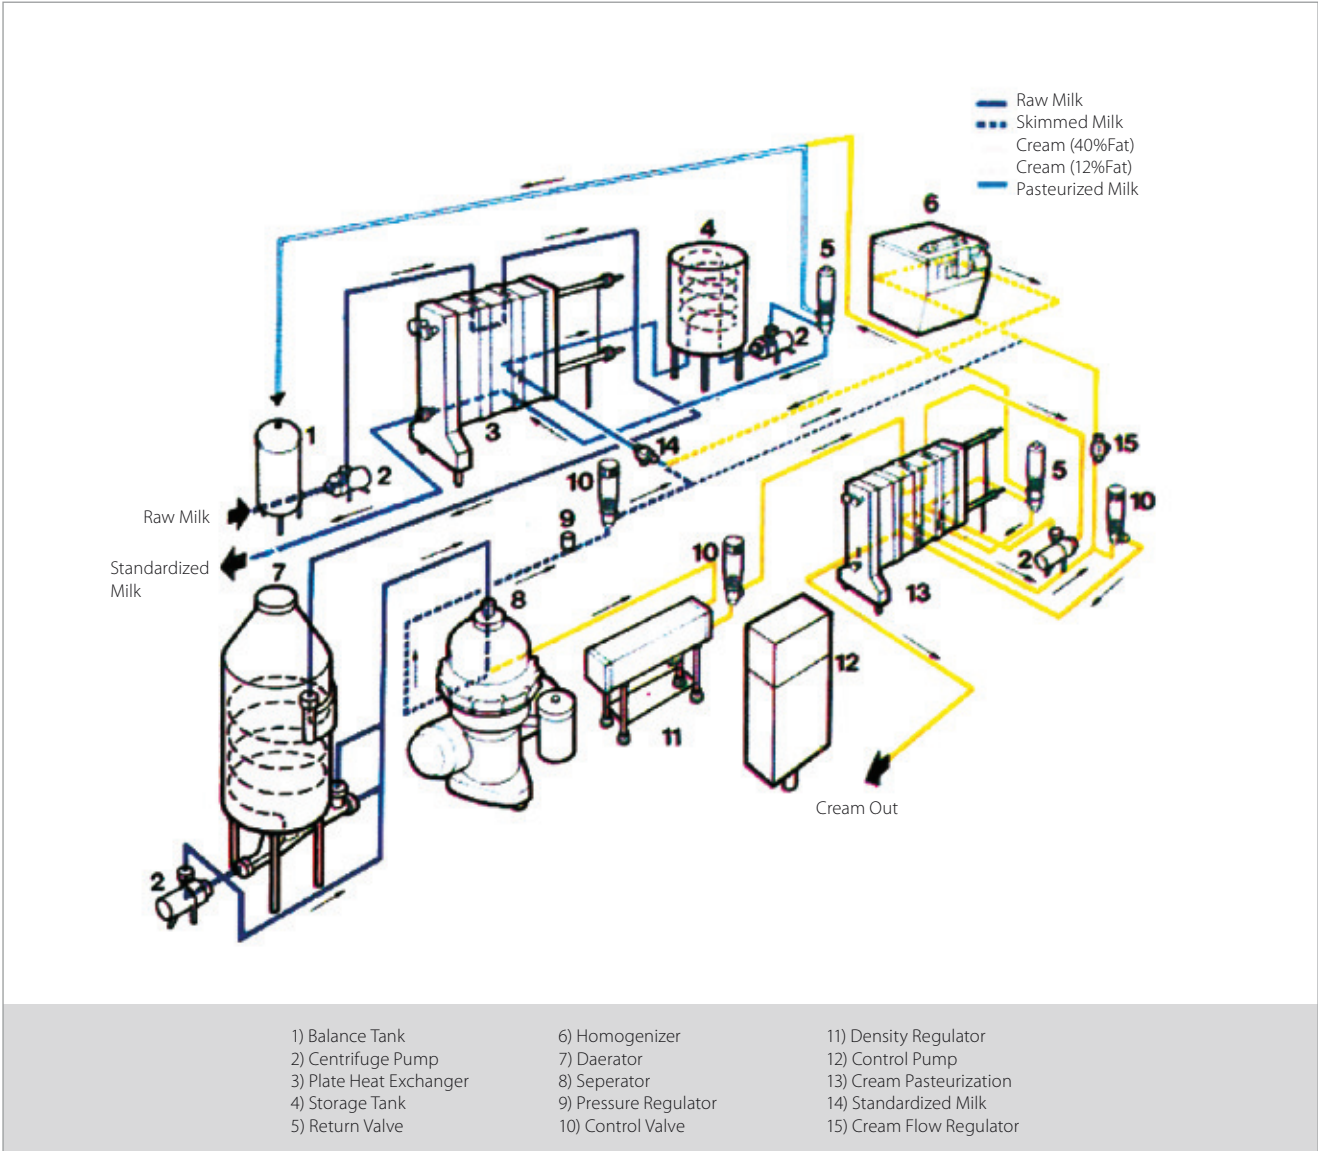 Raw Milk
Skimmed Milk
Cream (40%Fat)
Cream (12%Fat)
Pasteurized Milk
6
4
5
1
2
3
2
14
10
15
5
10
Raw Milk
9
10
2
Standardized
Milk
7
8
13
12
11
Cream Out
2
1) Balance Tank
2) Centrifuge Pump
3) Plate Heat Exchanger
4) Storage Tank
5) Return Valve
6) Homogenizer
7) Daerator
8) Seperator
9) Pressure Regulator
10) Control Valve
11) Density Regulator
12) Control Pump
13) Cream Pasteurization
14) Standardized Milk
15) Cream Flow Regulator